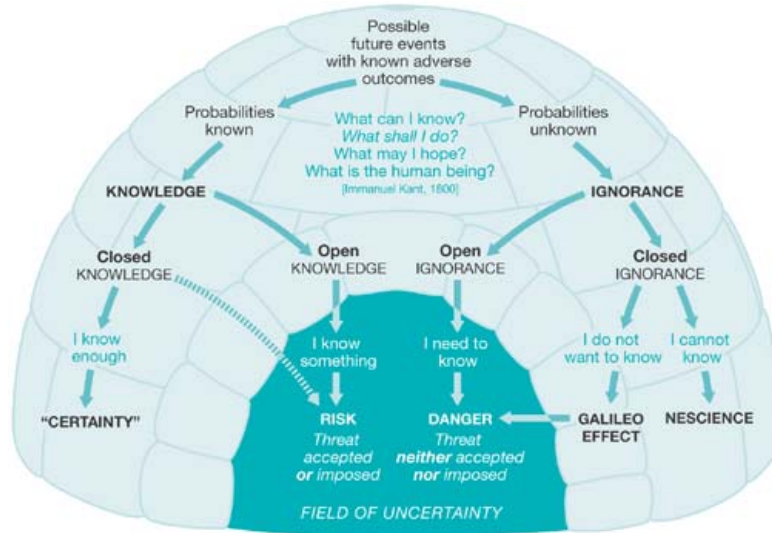 Possible
future events
with known adverse
outcomes
Probabilities
known
What can I know?
What shall I do?
What may I hope?
What is the human being?
[Immanuel Kant, 1800]
Probabilities
unknown
KNOWLEDGE
IGNORANCE
Closed
KNOWLEDGE
Open
KNOWLEDGE
Open
IGNORANCE
Closed
IGNORANCE
I know
enough
I know
something
I need to
know
I do not
want to know
I cannot
know
“CERTAINTY”
RISK
Threat
accepted
or imposed
DANGER
Threat
neither accepted
nor imposed
GALILEO
EFFECT
NESCIENCE
FIELD OF UNCERTAINTY